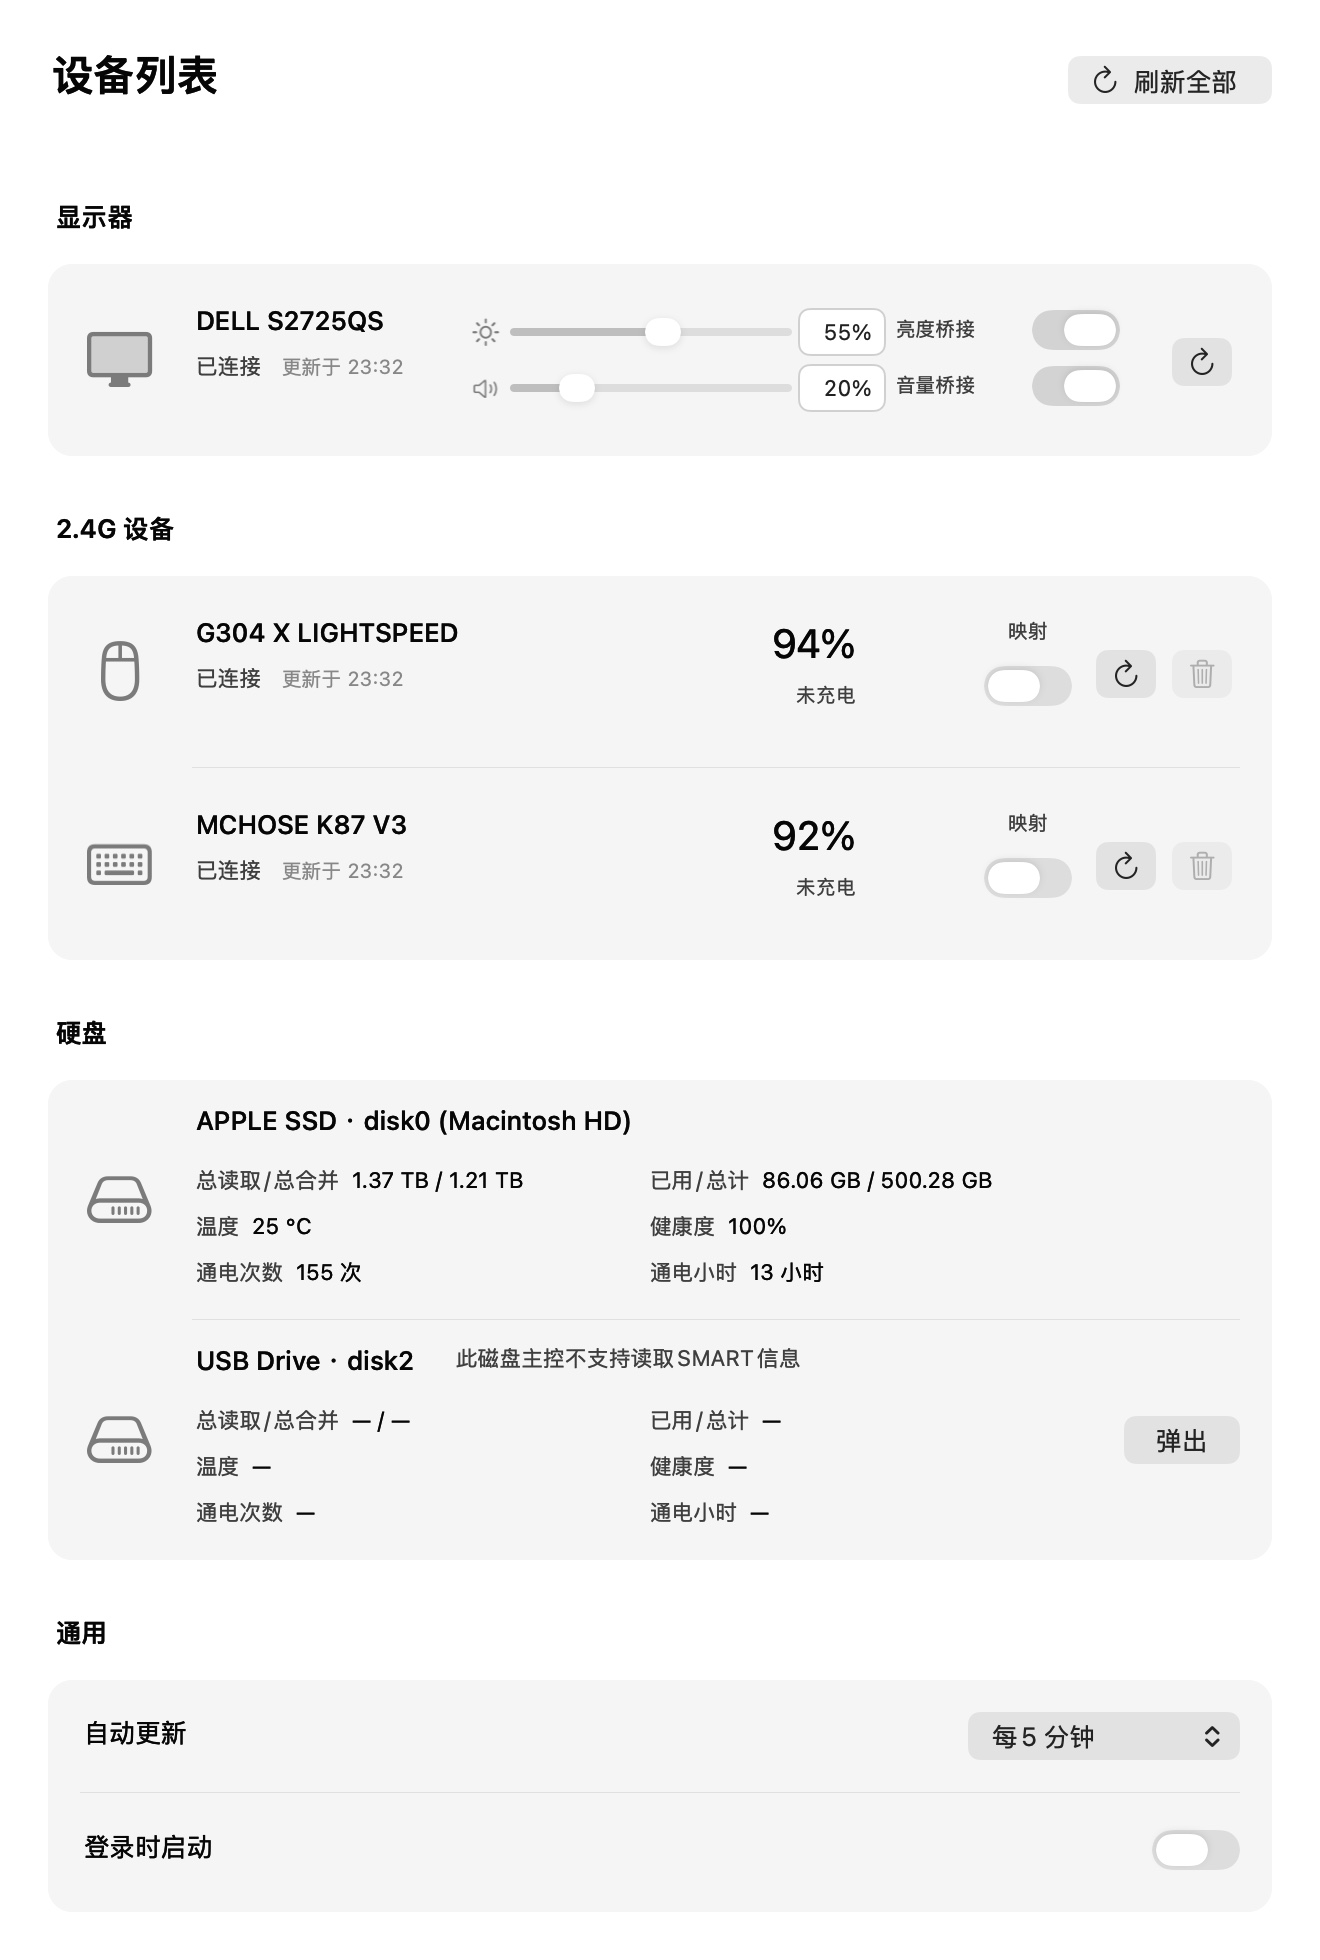 设备列表
刷新全部
显示器
DELL S2725QS
已连接 更新于 23:32
55% 亮度桥接
20% 音量桥接
2.4G 设备
G304 X LIGHTSPEED
已连接 更新于 23:32
94%
未充电
映射
MCHOSE K87 V3
已连接 更新于 23:32
92%
未充电
映射
硬盘
APPLE SSD · disk0 (Macintosh HD)
总读取/总合并 1.37 TB / 1.21 TB 已用/总计 86.06 GB / 500.28 GB
温度 25 °C 健康度 100%
通电次数 155 次 通电小时 13 小时
USB Drive · disk2 此磁盘主控不支持读取SMART信息
总读取/总合并 — / — 已用/总计 —
温度 — 健康度 —
通电次数 — 通电小时 —
弹出
通用
自动更新 每5 分钟
登录时启动